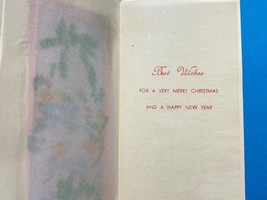 Best Wishes
FOR A VERY MERRY CHRISTMAS
AND A HAPPY NEW YEAR